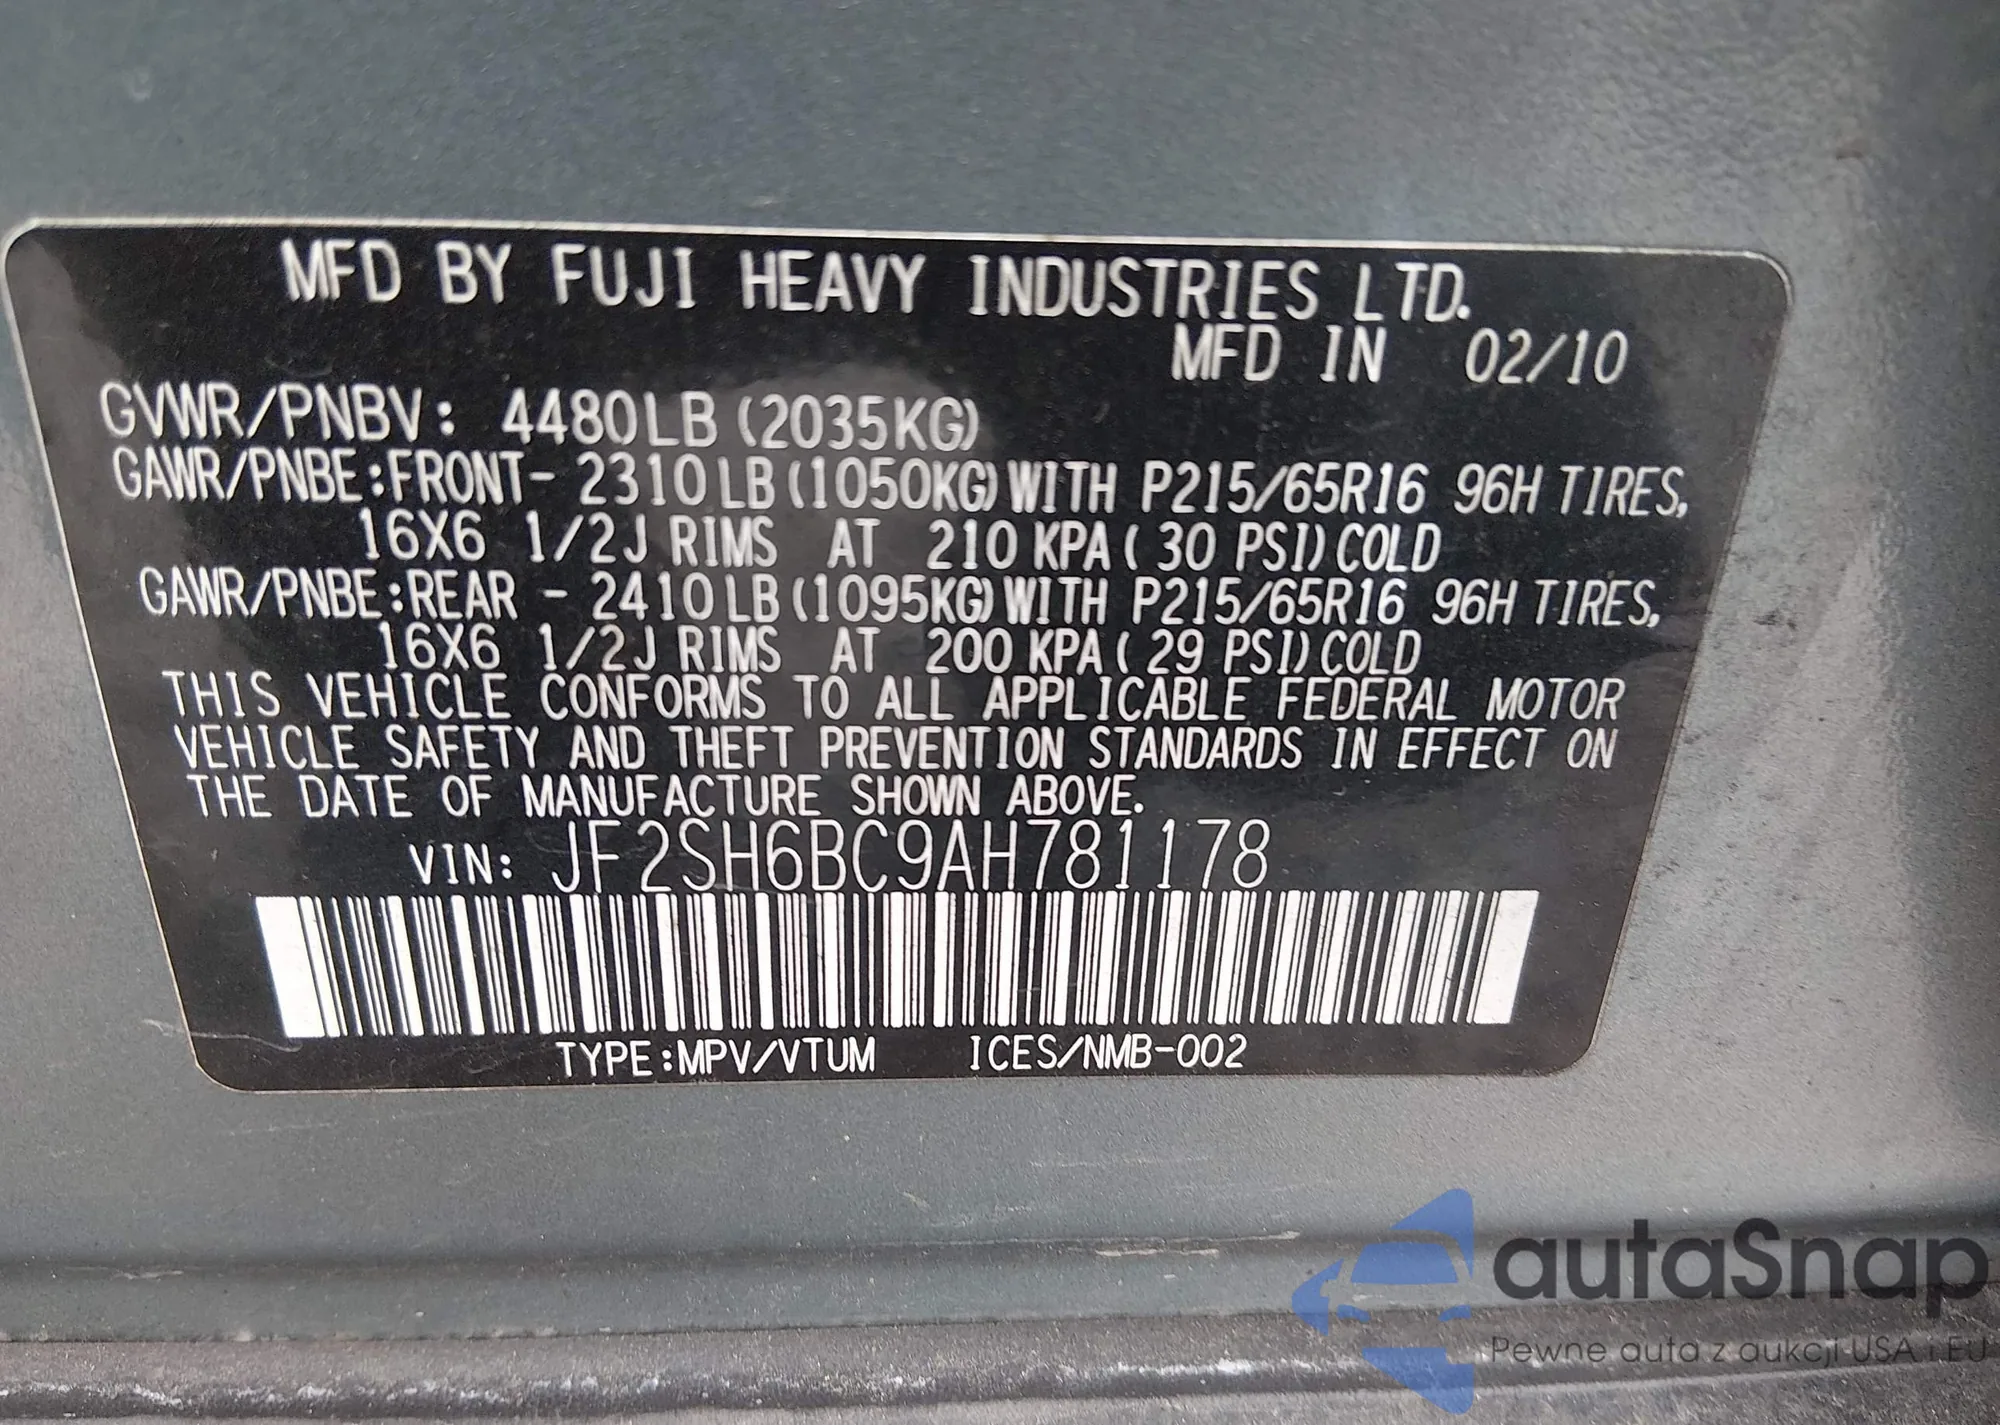 MFD BY FUJI HEAVY INDUSTRIES LTD.
MFD IN 02/10
GVWR/PNBV: 4480LB (2035KG)
GAWR/PNBE:FRONT- 2310LB(1050KG)WITH P215/65R16 96H TIRES,
16X6 1/2J RIMS AT 210 KPA( 30 PSI)COLD
GAWR/PNBE:REAR - 2410LB(1095KG)WITH P215/65R16 96H TIRES,
16X6 1/2J RIMS AT 200 KPA( 29 PSI)COLD
THIS VEHICLE CONFORMS TO ALL APPLICABLE FEDERAL MOTOR
VEHICLE SAFETY AND THEFT PREVENTION STANDARDS IN EFFECT ON
THE DATE OF MANUFACTURE SHOWN ABOVE.
VIN: JF2SH6BC9AH781178
TYPE:MPV/VTUM ICES/NMB-002
autaSnap
Pewne auta z aukcji USA i EU